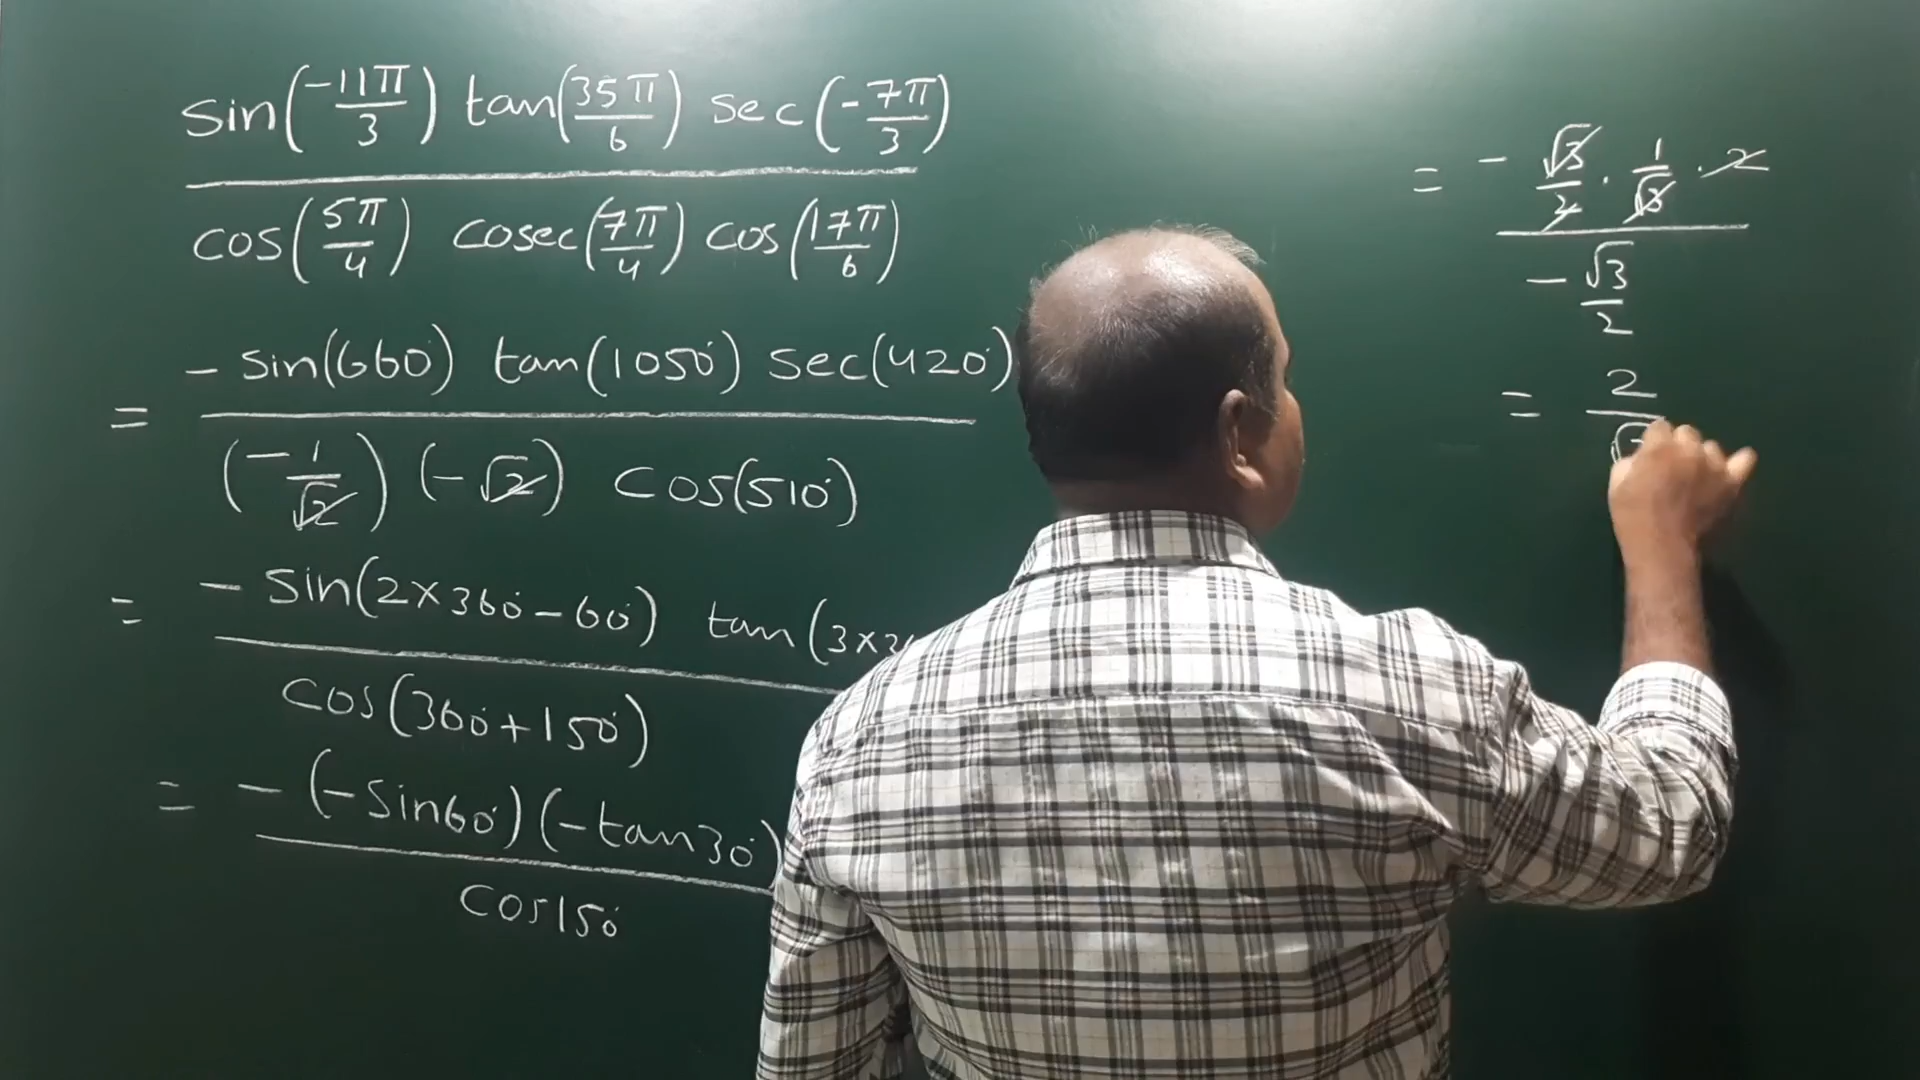 sin(-11π/3) tan(35π/6) sec(-7π/3)
cos(5π/4) cosec(7π/4) cos(17π/6)
= - sin(660°) tan(1050°) sec(420°)
(-1/√2) (-√2) cos(510°)
= - sin(2×360°-60°) tan(3×3
cos(360°+150°)
= - (-sin60°)(-tan30°)
cos150°
= - √3/2 · 1/√3 · 2
- √3/2
= 2